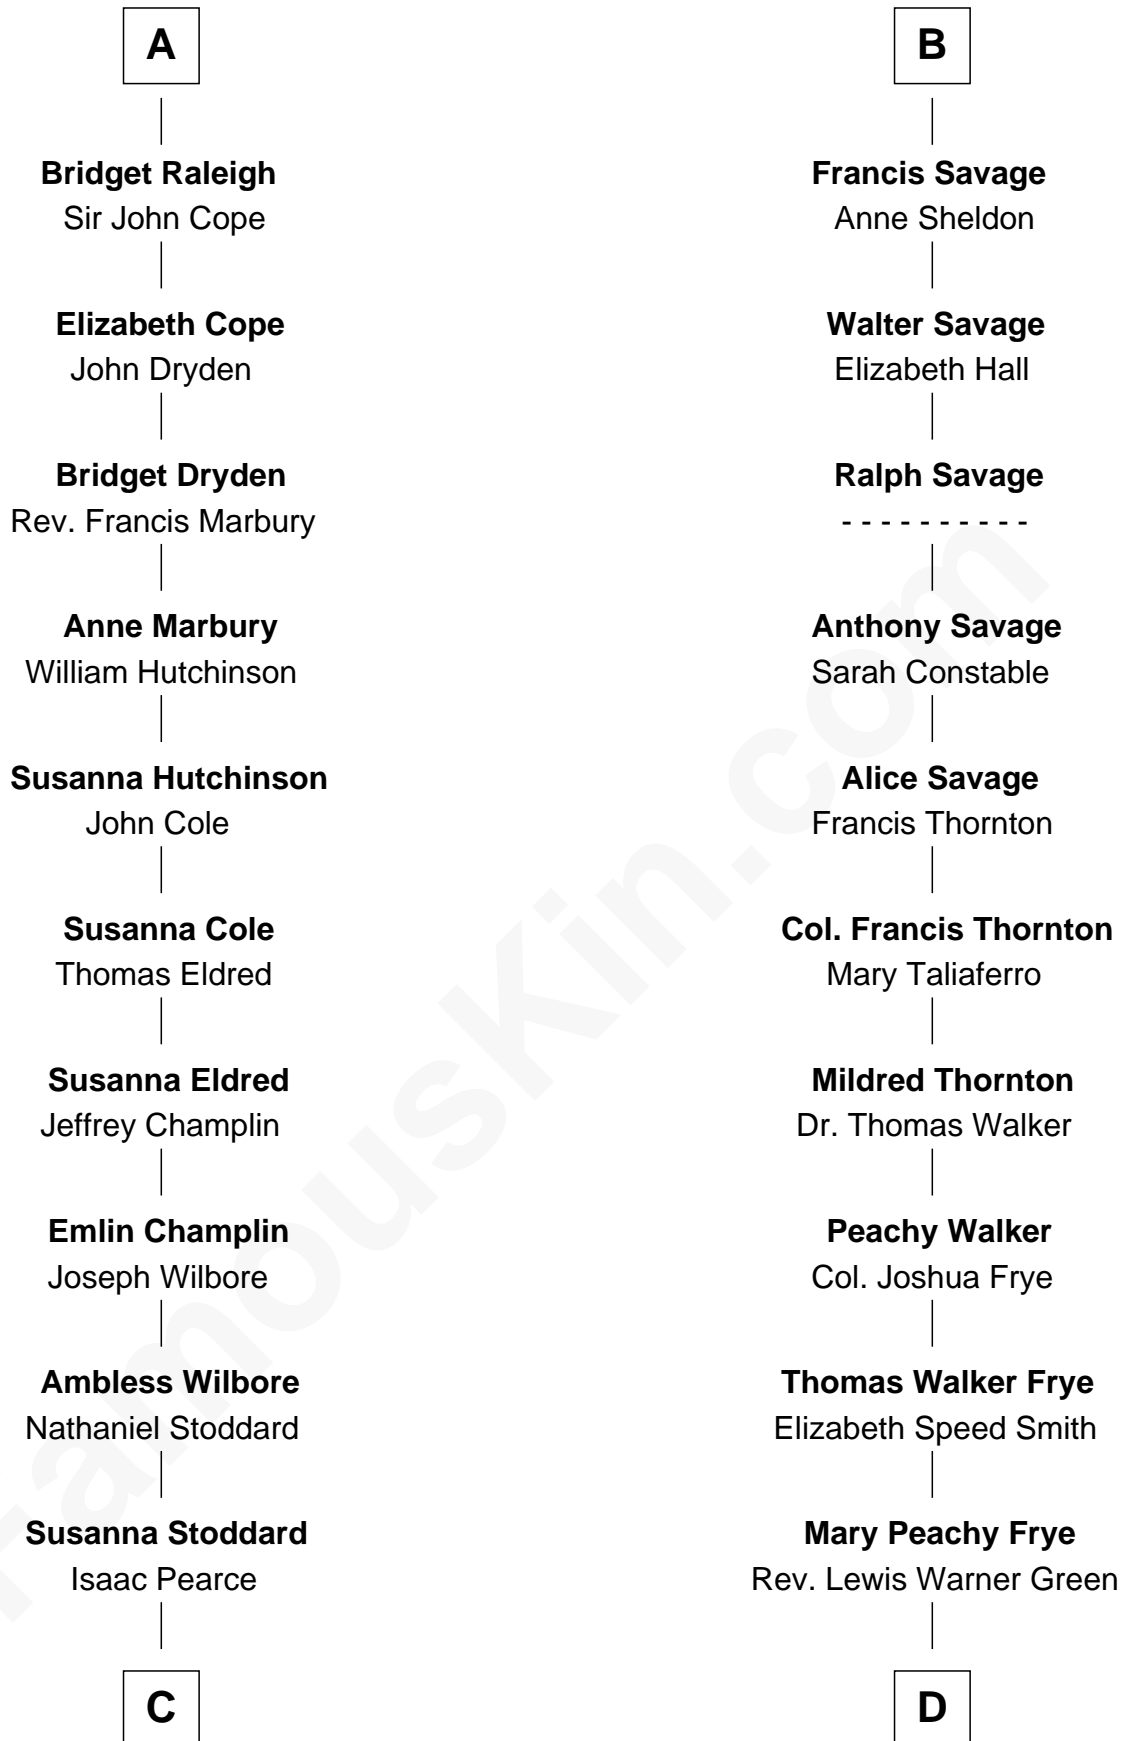 A
Bridget Raleigh
Sir John Cope
Elizabeth Cope
John Dryden
Bridget Dryden
Rev. Francis Marbury
Anne Marbury
William Hutchinson
Susanna Hutchinson
John Cole
Susanna Cole
Thomas Eldred
Susanna Eldred
Jeffrey Champlin
Emlin Champlin
Joseph Wilbore
Ambless Wilbore
Nathaniel Stoddard
Susanna Stoddard
Isaac Pearce
C
B
Francis Savage
Anne Sheldon
Walter Savage
Elizabeth Hall
Ralph Savage
- - - - - - - - - -
Anthony Savage
Sarah Constable
Alice Savage
Francis Thornton
Col. Francis Thornton
Mary Taliaferro
Mildred Thornton
Dr. Thomas Walker
Peachy Walker
Col. Joshua Frye
Thomas Walker Frye
Elizabeth Speed Smith
Mary Peachy Frye
Rev. Lewis Warner Green
D
FamousKin.com